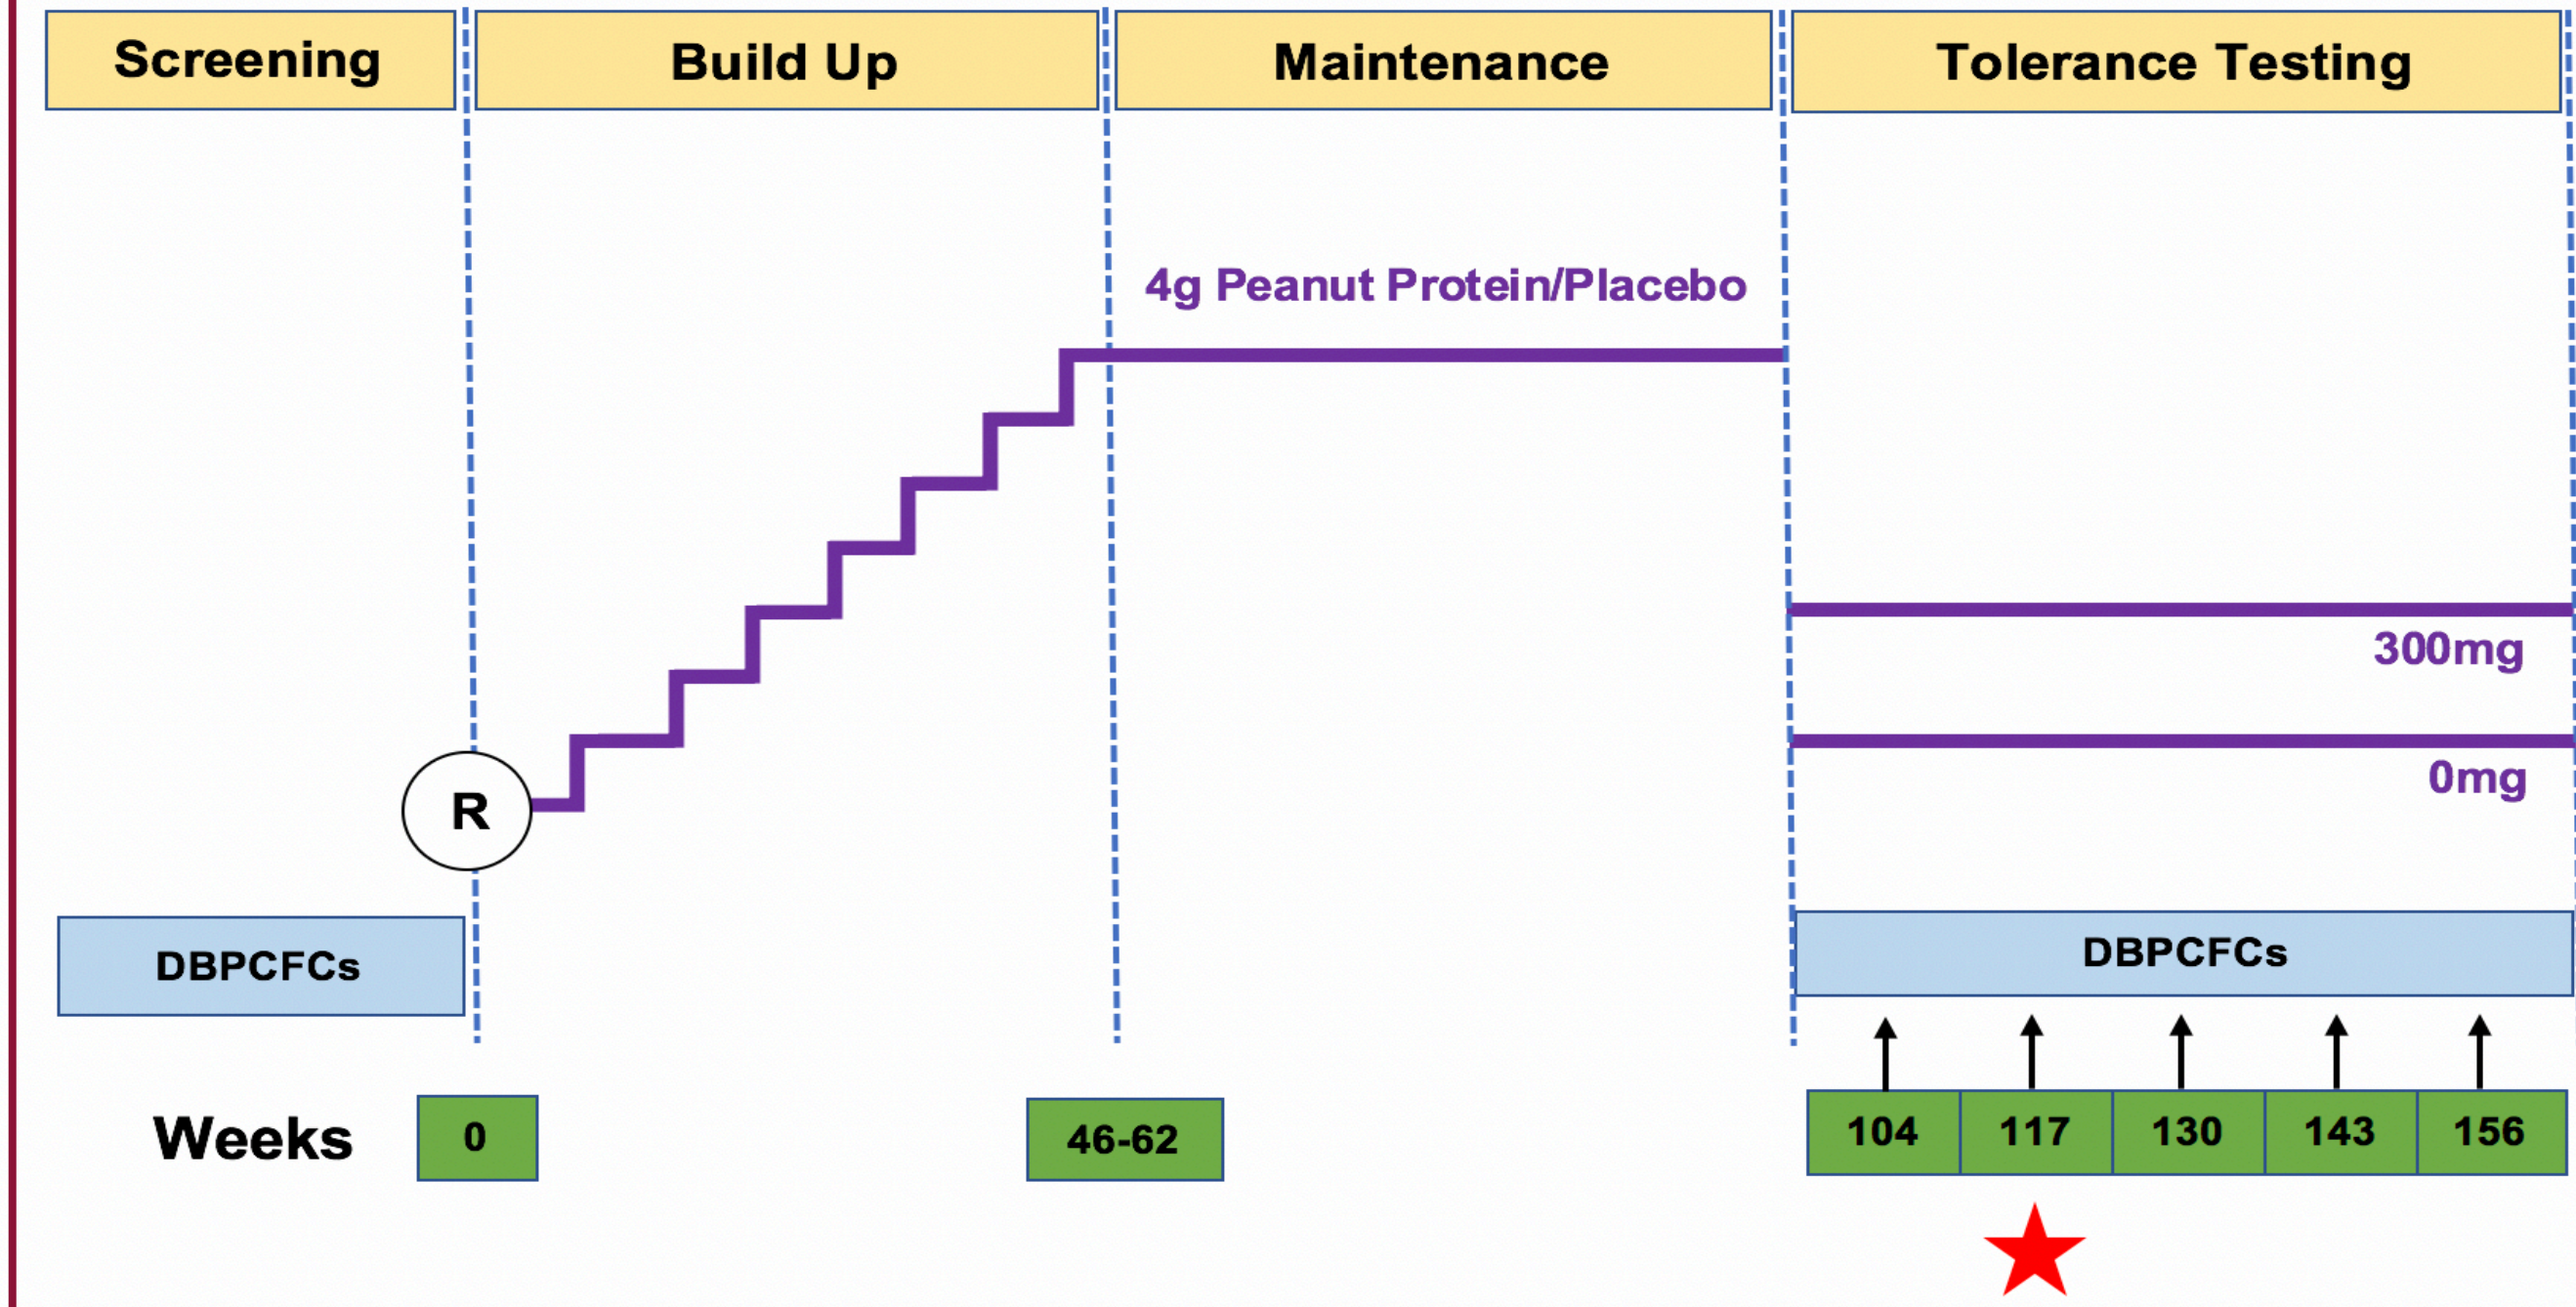 Screening
Build Up
Maintenance
Tolerance Testing
4g Peanut Protein/Placebo
300mg
0mg
R
DBPCFCs
DBPCFCs
Weeks
0
46-62
104
117
130
143
156